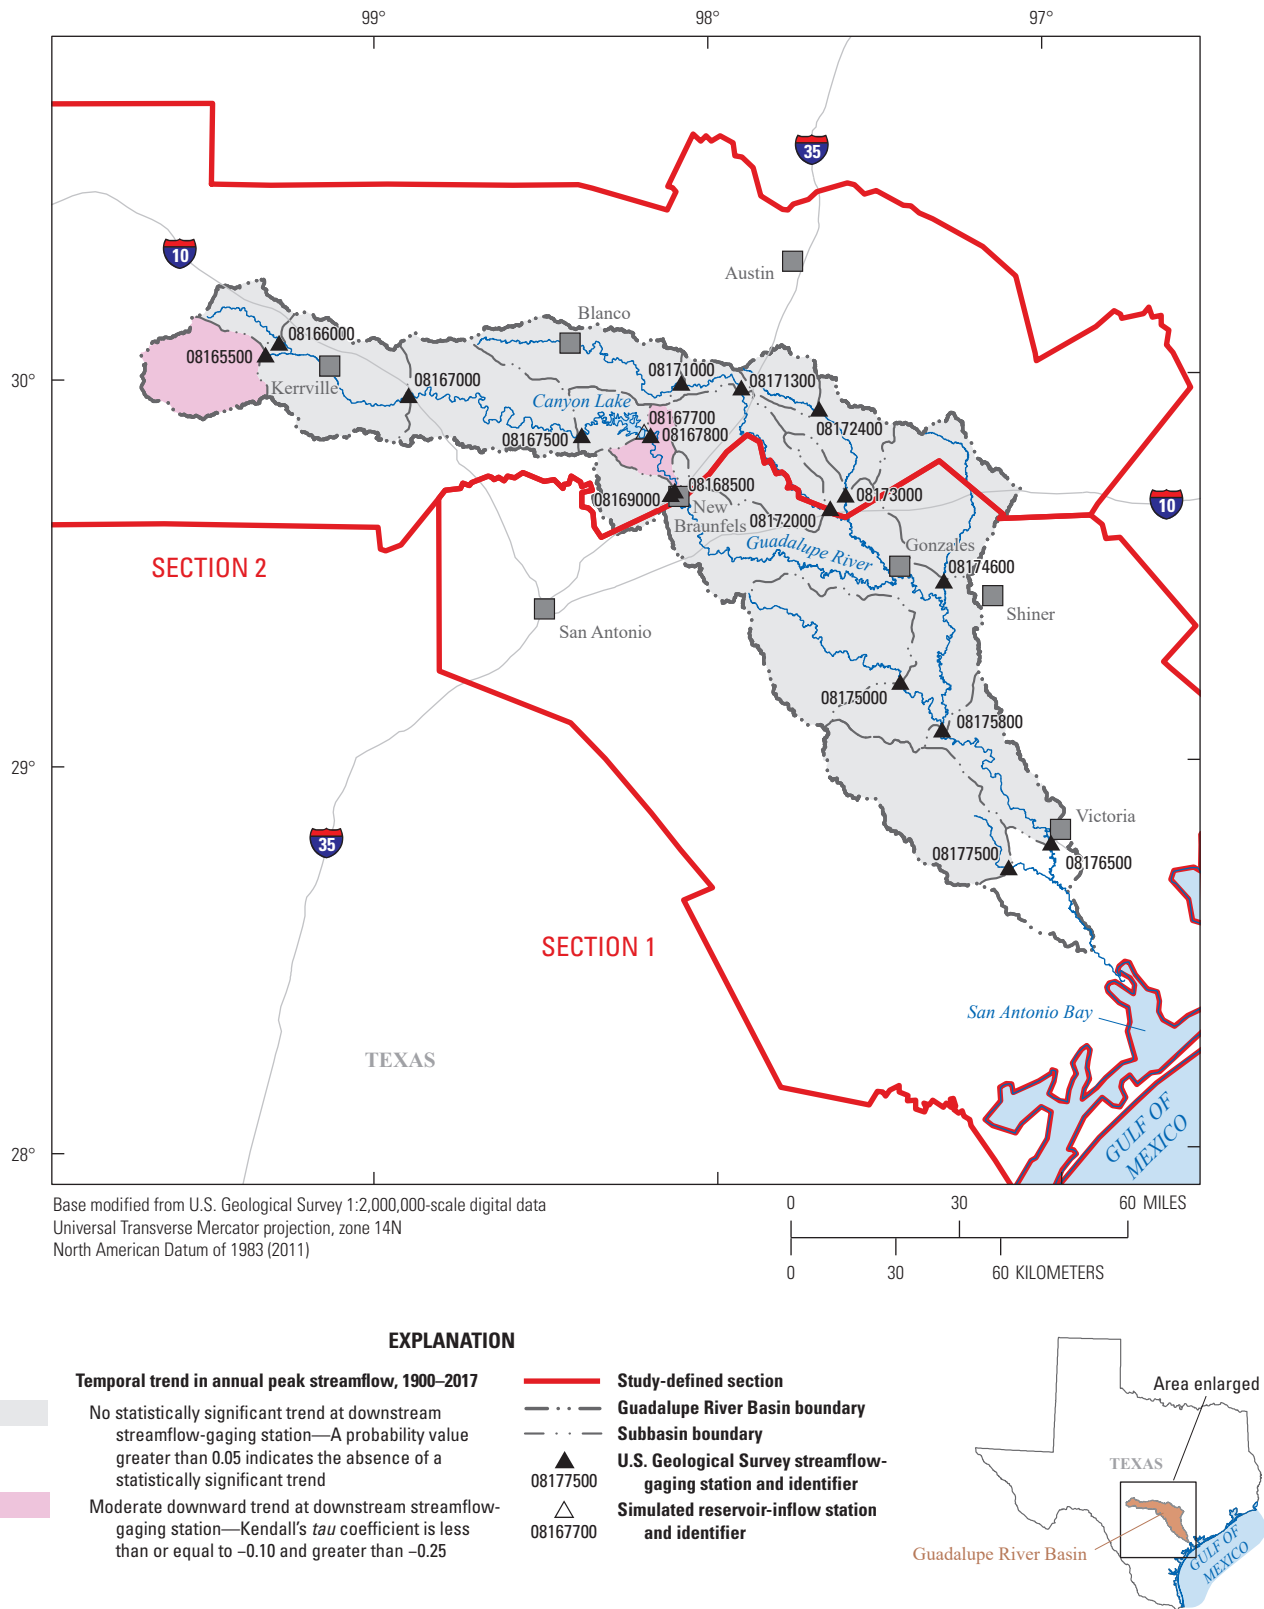 99°
98°
97°
35
10
Austin
Blanco
08166000
08165500
08171000
30°
08167000
08171300
Kerrville
Canyon Lake
08167700
08172400
08167500
08167800
08168500
08169000
08173000
New
Braunfels
08172000
10
Guadalupe River
Gonzales
SECTION 2
08174600
Shiner
San Antonio
08175000
08175800
29°
Victoria
35
08177500
08176500
SECTION 1
San Antonio Bay
TEXAS
GULF OF
MEXICO
28°
Base modified from U.S. Geological Survey 1:2,000,000-scale digital data
Universal Transverse Mercator projection, zone 14N
North American Datum of 1983 (2011)
0 30 60 MILES
0 30 60 KILOMETERS
EXPLANATION
Temporal trend in annual peak streamflow, 1900–2017
No statistically significant trend at downstream
streamflow-gaging station—A probability value
greater than 0.05 indicates the absence of a
statistically significant trend
Moderate downward trend at downstream streamflow-
gaging station—Kendall's tau coefficient is less
than or equal to −0.10 and greater than −0.25
Study-defined section
Guadalupe River Basin boundary
Subbasin boundary
U.S. Geological Survey streamflow-
gaging station and identifier
08177500
Simulated reservoir-inflow station
and identifier
08167700
Area enlarged
TEXAS
Guadalupe River Basin
GULF OF
MEXICO